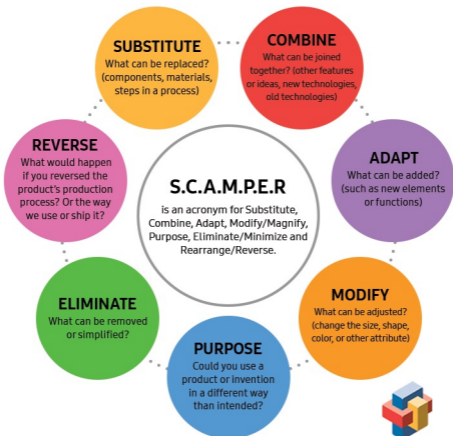 SUBSTITUTE
What can be replaced?
(components, materials,
steps in a process)
COMBINE
What can be joined
together? (other features
or ideas, new technologies,
old technologies)
ADAPT
What can be added?
(such as new elements
or functions)
MODIFY
What can be adjusted?
(change the size, shape,
color, or other attribute)
PURPOSE
Could you use a
product or invention
in a different way
than intended?
ELIMINATE
What can be removed
or simplified?
REVERSE
What would happen
if you reversed the
product's production
process? Or the way
we use or ship it?
S.C.A.M.P.E.R
is an acronym for Substitute,
Combine, Adapt, Modify/Magnify,
Purpose, Eliminate/Minimize and
Rearrange/Reverse.